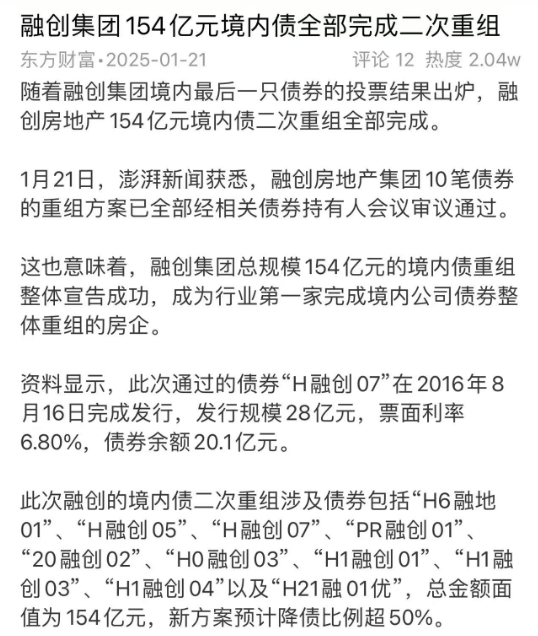 融创集团154亿元境内债全部完成二次重组
东方财富·2025-01-21 评论 12 热度 2.04w
随着融创集团境内最后一只债券的投票结果出炉，融
创房地产154亿元境内债二次重组全部完成。
1月21日，澎湃新闻获悉，融创房地产集团10笔债券
的重组方案已全部经相关债券持有人会议审议通过。
这也意味着，融创集团总规模154亿元的境内债重组
整体宣告成功，成为行业第一家完成境内公司债券整
体重组的房企。
资料显示，此次通过的债券“H融创07”在2016年8
月16日完成发行，发行规模28亿元，票面利率
6.80%，债券余额20.1亿元。
此次融创的境内债二次重组涉及债券包括“H6融地
01”、“H融创05”、“H融创07”、“PR融创01”、
“20融创02”、“H0融创03”、“H1融创01”、“H1融
创03”、“H1融创04”以及“H21融01优”，总金额面
值为154亿元，新方案预计降债比例超50%。